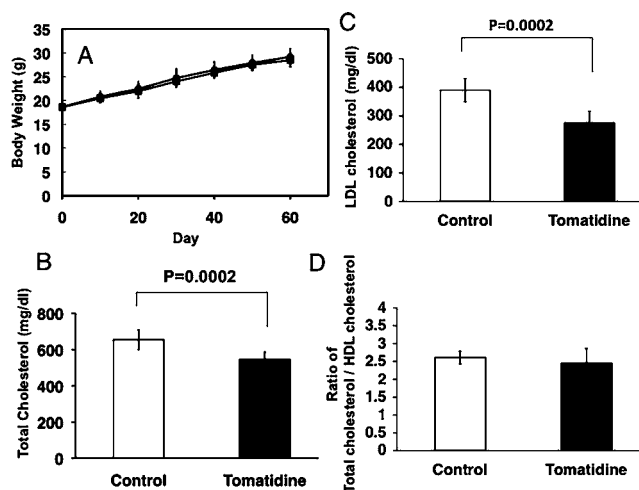 A
Body Weight (g)
35
30
25
20
15
10
5
0
0
20
40
60
Day
B
P=0.0002
Total Cholesterol (mg/dl)
800
600
400
200
0
Control
Tomatidine
C
P=0.0002
LDL cholesterol (mg/dl)
500
400
300
200
100
0
Control
Tomatidine
D
Ratio of
Total cholesterol / HDL cholesterol
4
3.5
3
2.5
2
1.5
1
0.5
0
Control
Tomatidine